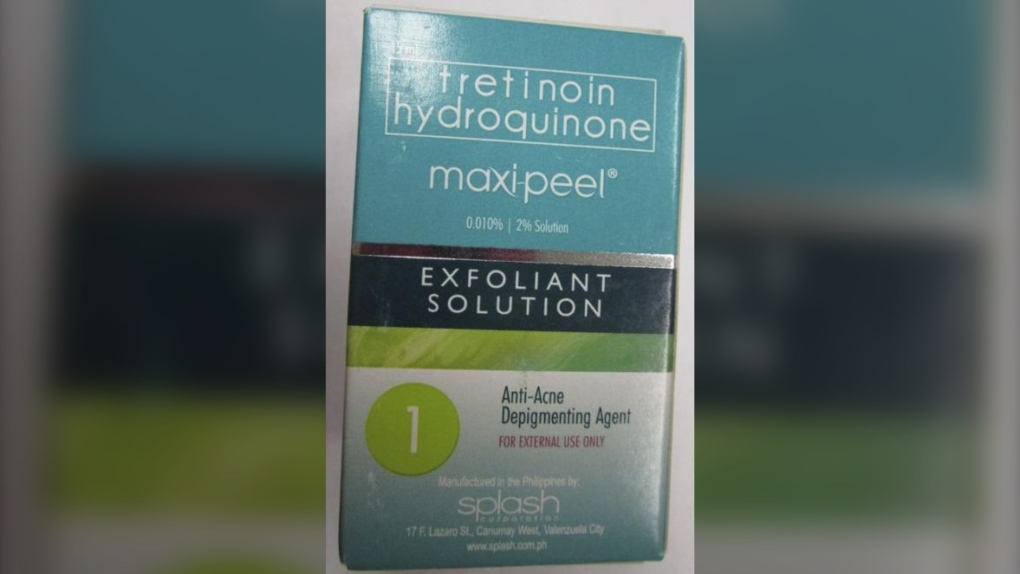 tretinoin
hydroquinone
maxi-peel®
0.010% | 2% Solution
EXFOLIANT
SOLUTION
1
Anti-Acne
Depigmenting Agent
FOR EXTERNAL USE ONLY
Manufactured in the Philippines by:
splash
corporation
17 F. Lazaro St., Canumay West, Valenzuela City
www.splash.com.ph